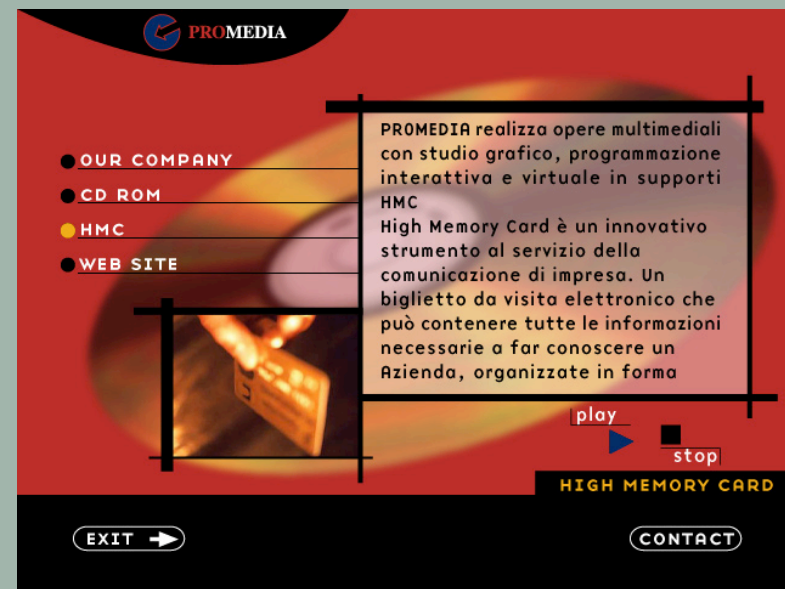 PROMEDIA
OUR COMPANY
CD ROM
HMC
WEB SITE
PROMEDIA realizza opere multimediali
con studio grafico, programmazione
interattiva e virtuale in supporti
HMC
High Memory Card è un innovativo
strumento al servizio della
comunicazione di impresa. Un
biglietto da visita elettronico che
può contenere tutte le informazioni
necessarie a far conoscere un
Azienda, organizzate in forma
play
stop
HIGH MEMORY CARD
EXIT
CONTACT